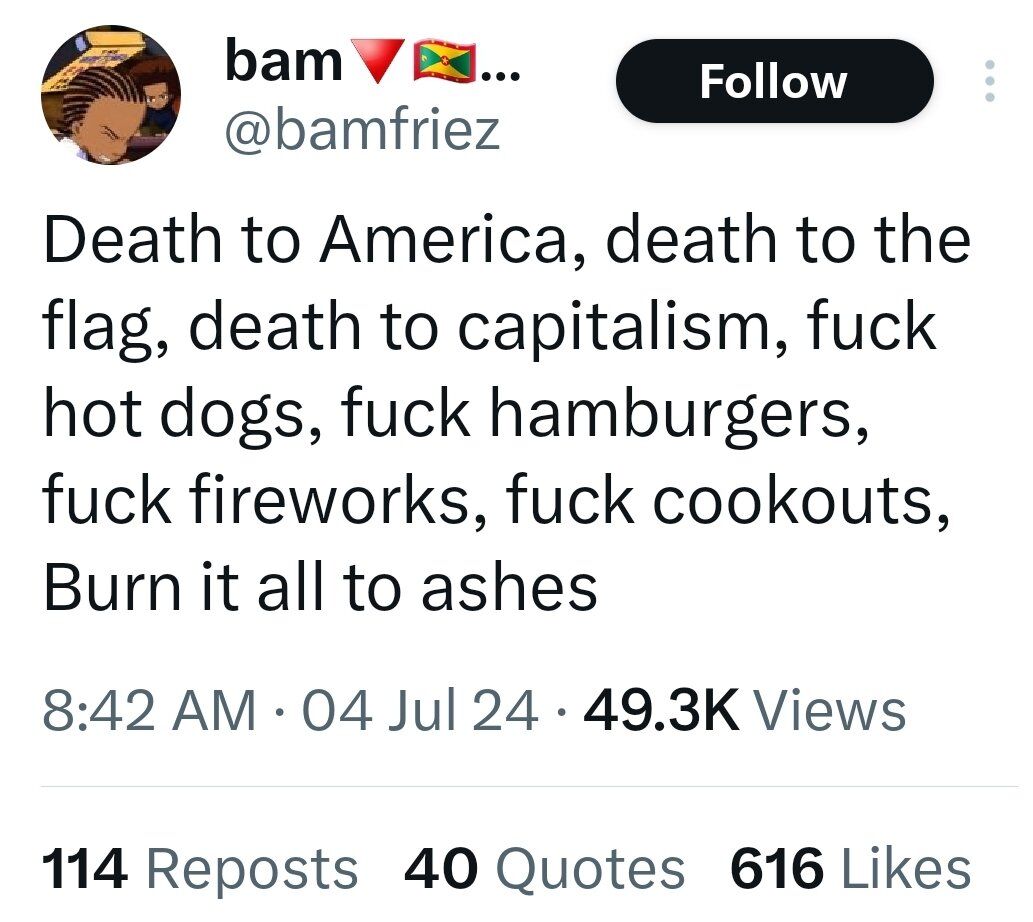 bam🔻🇬🇩...
Follow
@bamfriez
Death to America, death to the
flag, death to capitalism, fuck
hot dogs, fuck hamburgers,
fuck fireworks, fuck cookouts,
Burn it all to ashes
8:42 AM · 04 Jul 24 · 49.3K Views
114 Reposts 40 Quotes 616 Likes